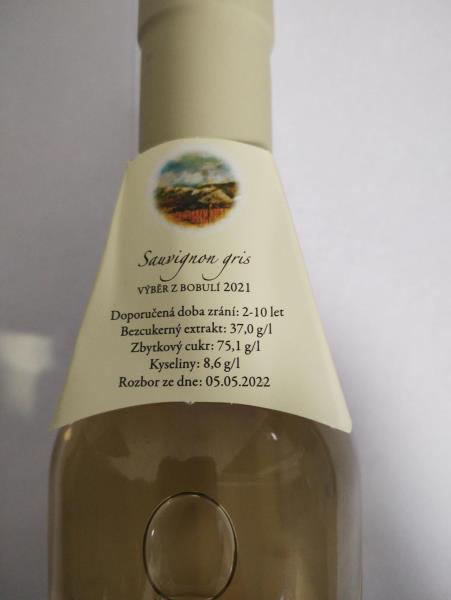 Sauvignon gris
VÝBĚR Z BOBULÍ 2021
Doporučená doba zrání: 2-10 let
Bezcukerný extrakt: 37,0 g/l
Zbytkový cukr: 75,1 g/l
Kyseliny: 8,6 g/l
Rozbor ze dne: 05.05.2022